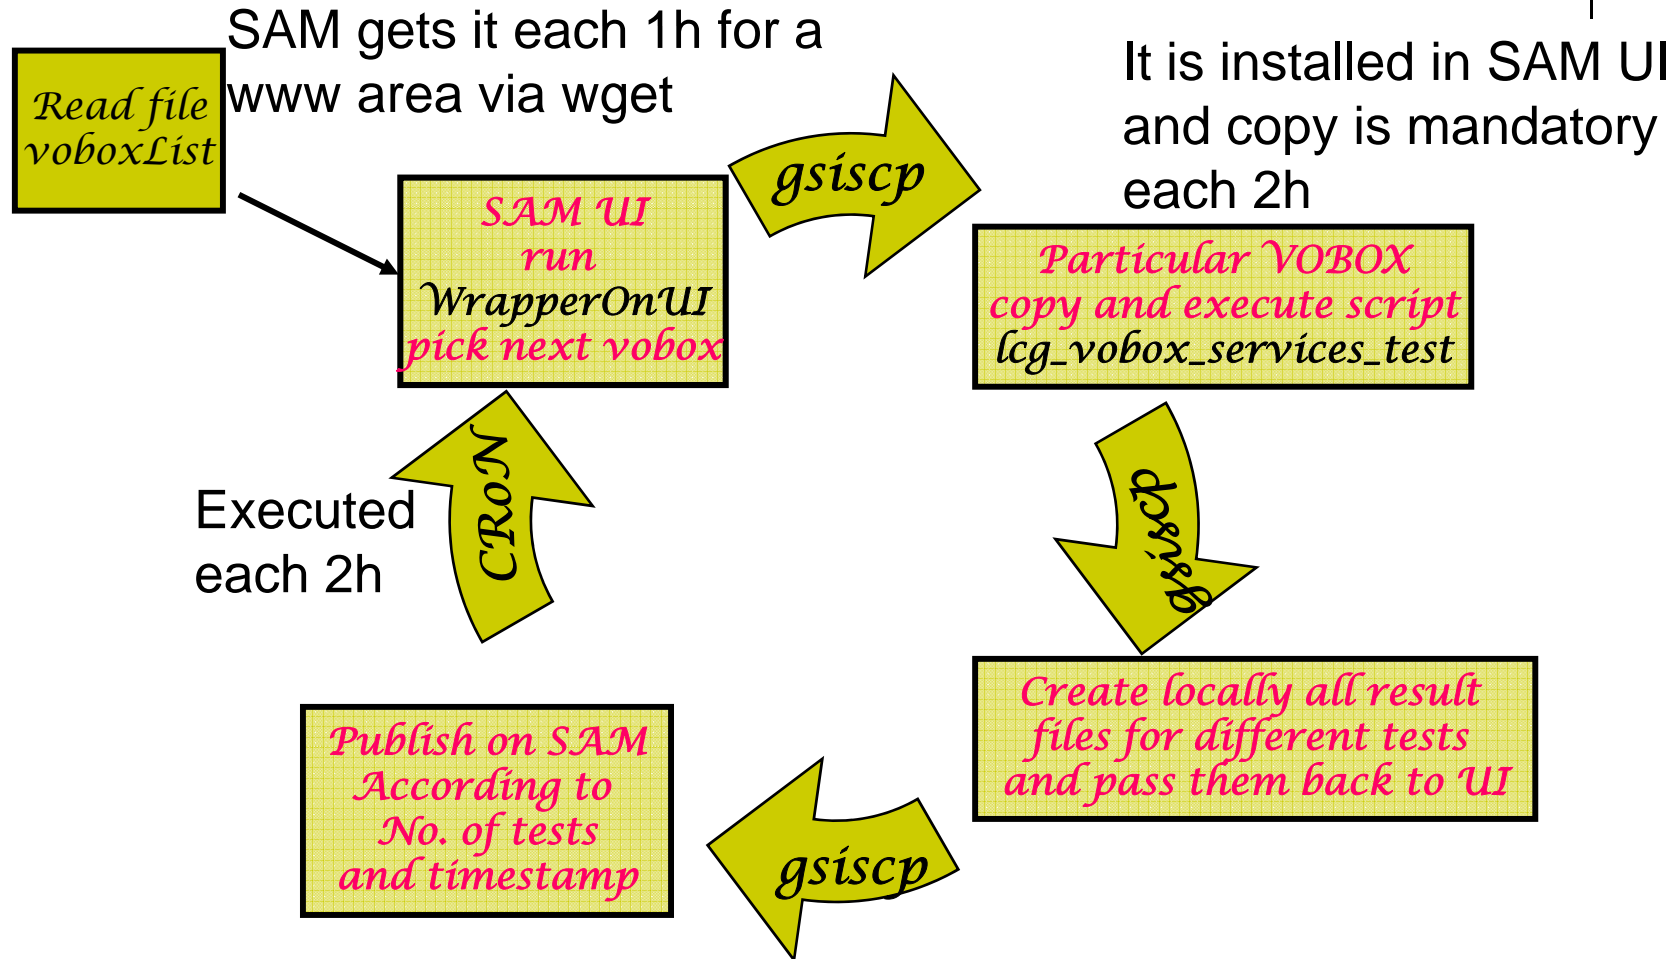 SAM gets it each 1h for a
www area via wget
Read file
voboxList
It is installed in SAM UI
and copy is mandatory
each 2h
gsiscp
SAM UI
run
WrapperOnUI
pick next vobox
Particular VOBOX
copy and execute script
lcg_vobox_services_test
CRoN
Executed
each 2h
gsiscp
Create locally all result
files for different tests
and pass them back to UI
Publish on SAM
According to
No. of tests
and timestamp
gsiscp